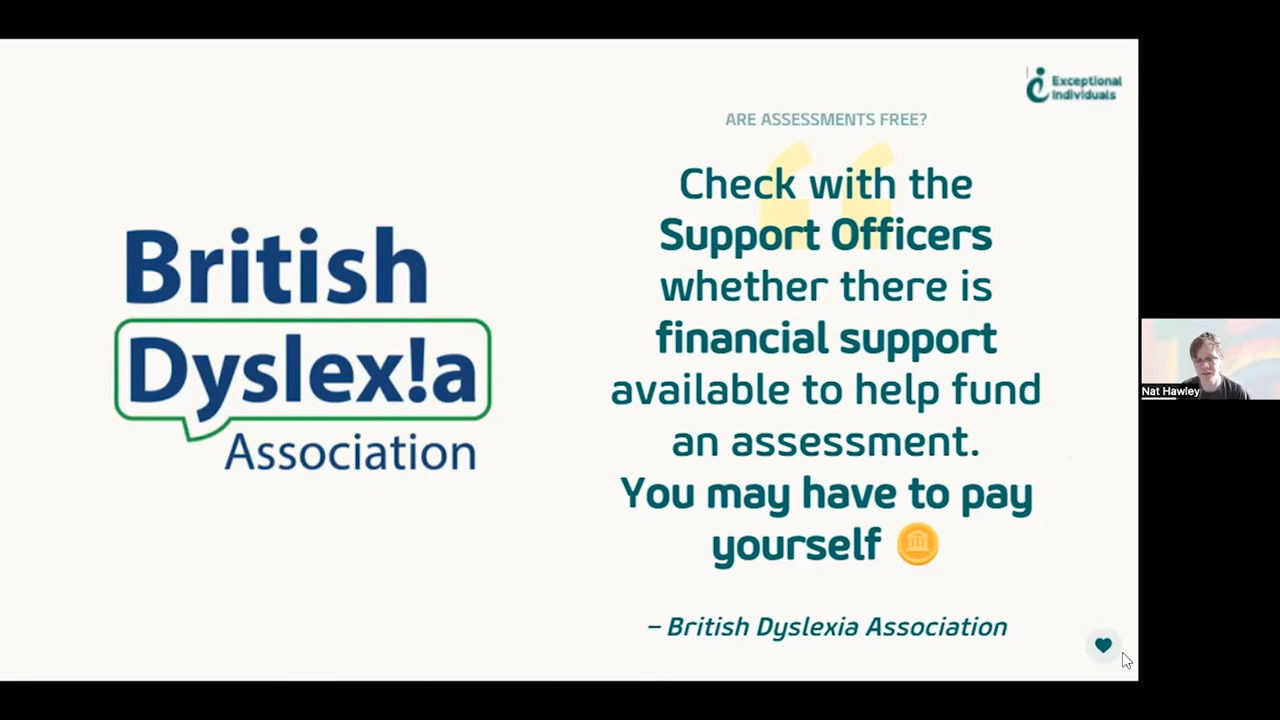 British
Dyslex!a
Association
Exceptional
Individuals
ARE ASSESSMENTS FREE?
Check with the
Support Officers
whether there is
financial support
available to help fund
an assessment.
You may have to pay
yourself
– British Dyslexia Association
Nat Hawley